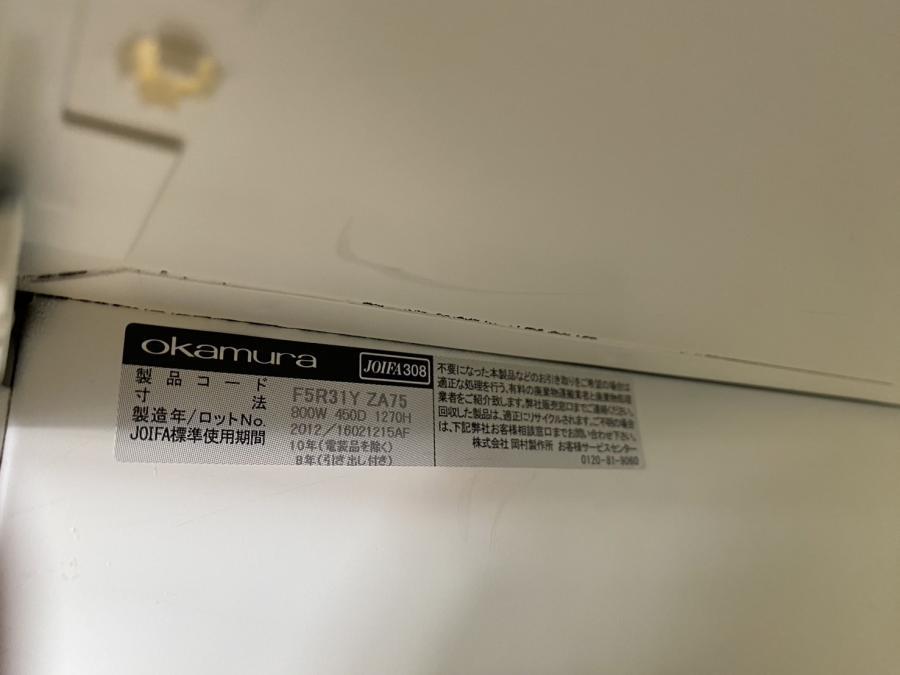 okamura
JOIFA308
製品コード F5R31Y ZA75
寸法 800W 450D 1270H
製造年/ロットNo. 2012/16021215AF
JOIFA標準使用期間 10年(電装品を除く)
8年(引き出し付き)
不要になった本製品などのお引き取りをご希望の場合は
適正な処理を行う、有料の廃棄物運搬業者と廃棄物処理
業者をご紹介致します。弊社販売窓口までご連絡ください。
回収した製品は、適正にリサイクルされます。ご不明の場合
は、下記弊社お客様相談窓口までお問い合わせ下さい。
株式会社 岡村製作所 お客様サービスセンター
0120-81-9060